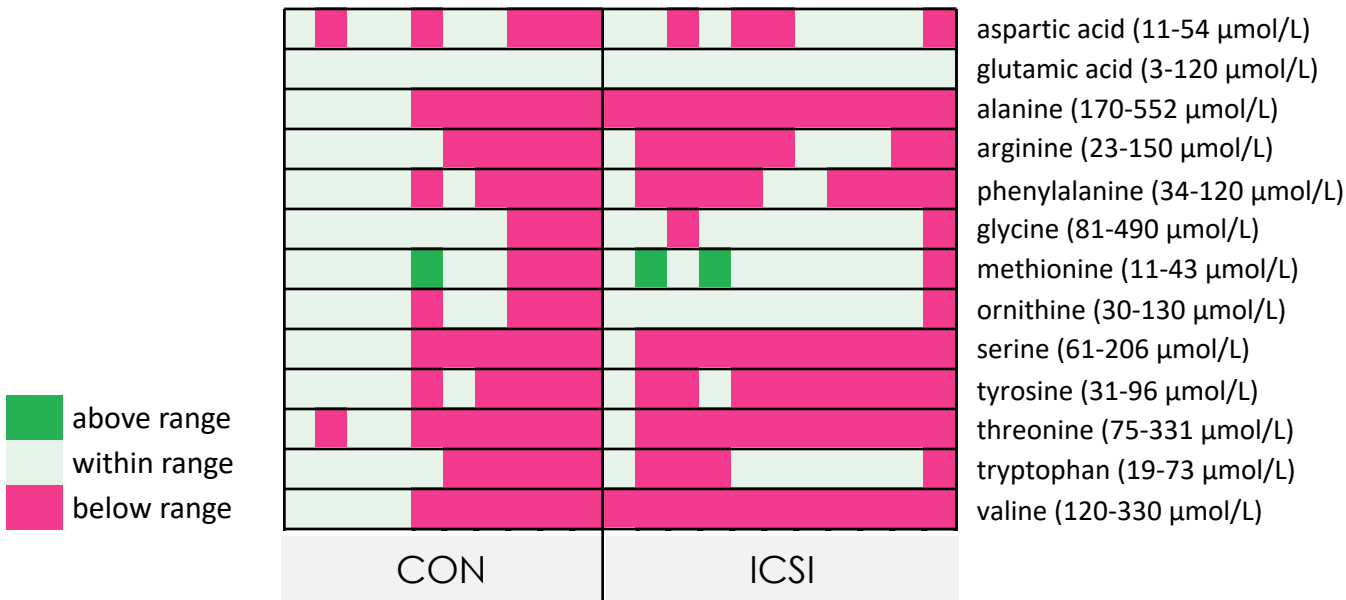 aspartic acid (11-54 µmol/L)
glutamic acid (3-120 µmol/L)
alanine (170-552 µmol/L)
arginine (23-150 µmol/L)
phenylalanine (34-120 µmol/L)
glycine (81-490 µmol/L)
methionine (11-43 µmol/L)
ornithine (30-130 µmol/L)
serine (61-206 µmol/L)
tyrosine (31-96 µmol/L)
threonine (75-331 µmol/L)
tryptophan (19-73 µmol/L)
valine (120-330 µmol/L)
above range
within range
below range
CON
ICSI